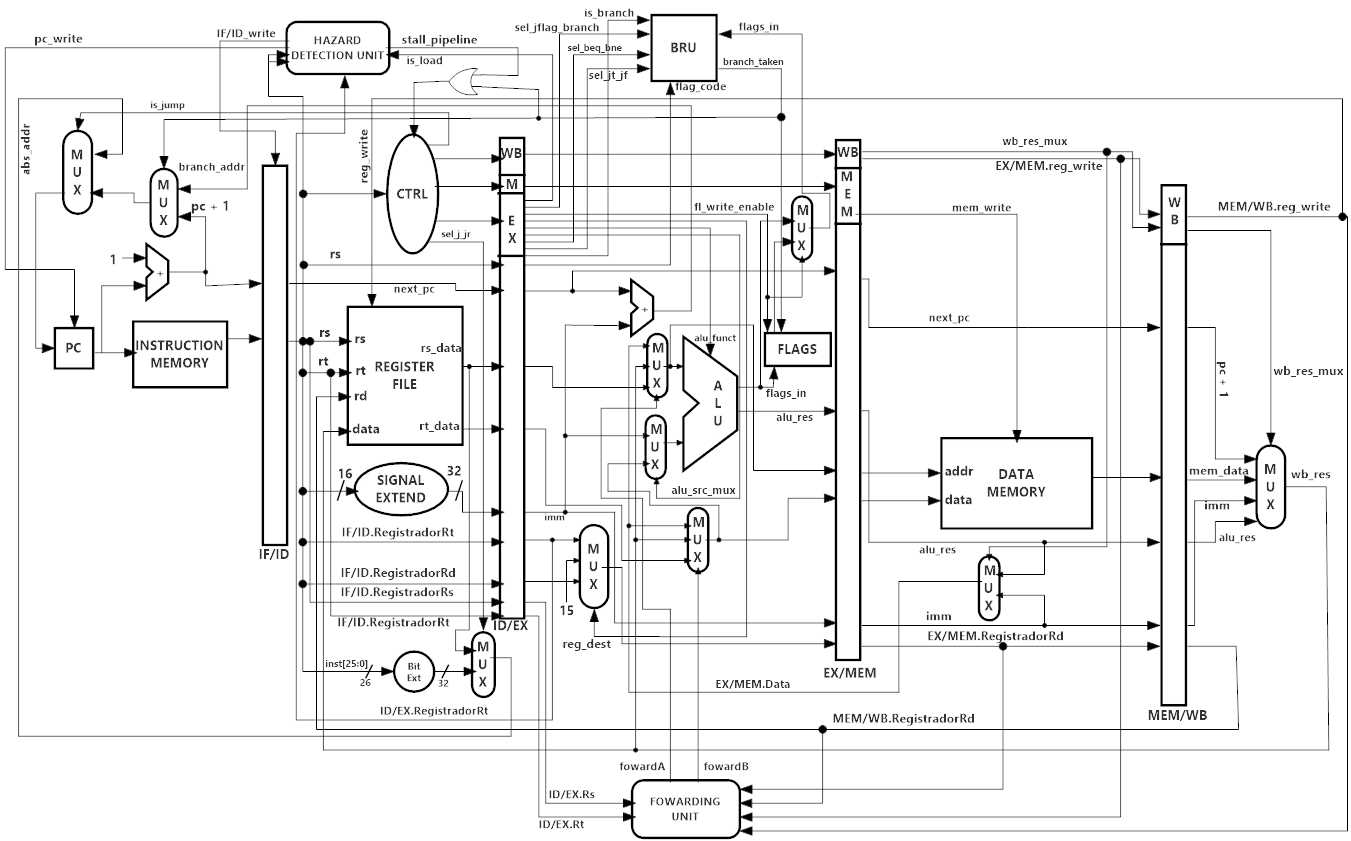 is_branch
sel_jflag_branch
flags_in
pc_write
IF/ID_write
HAZARD
DETECTION UNIT
stall_pipeline
is_load
sel_beq_bne
BRU
branch_taken
sel_jt_jf
flag_code
is_jump
abs_addr
reg_write
MUX
MUX
branch_addr
pc + 1
CTRL
WB
M
EX
sel_j_jr
fl_write_enable
MUX
WB
MEM
wb_res_mux
EX/MEM.reg_write
mem_write
WB
MEM/WB.reg_write
1
+
rs
next_pc
+
next_pc
PC
INSTRUCTION
MEMORY
rs
rs
rt
rt
rd
data
REGISTER
FILE
rs_data
rt_data
MUX
MUX
alu_funct
ALU
FLAGS
flags_in
alu_res
alu_src_mux
pc + 1
wb_res_mux
16
SIGNAL
EXTEND
32
imm
MUX
addr
data
DATA
MEMORY
mem_data
imm
alu_res
MUX
wb_res
IF/ID
IF/ID.RegistradorRt
IF/ID.RegistradorRd
IF/ID.RegistradorRs
IF/ID.RegistradorRt
ID/EX
MUX
15
reg_dest
alu_res
MUX
imm
EX/MEM.RegistradorRd
inst[25:0]
26
Bit
Ext
32
MUX
EX/MEM
EX/MEM.Data
MEM/WB
ID/EX.RegistradorRt
MEM/WB.RegistradorRd
fowardA
fowardB
ID/EX.Rs
ID/EX.Rt
FOWARDING
UNIT